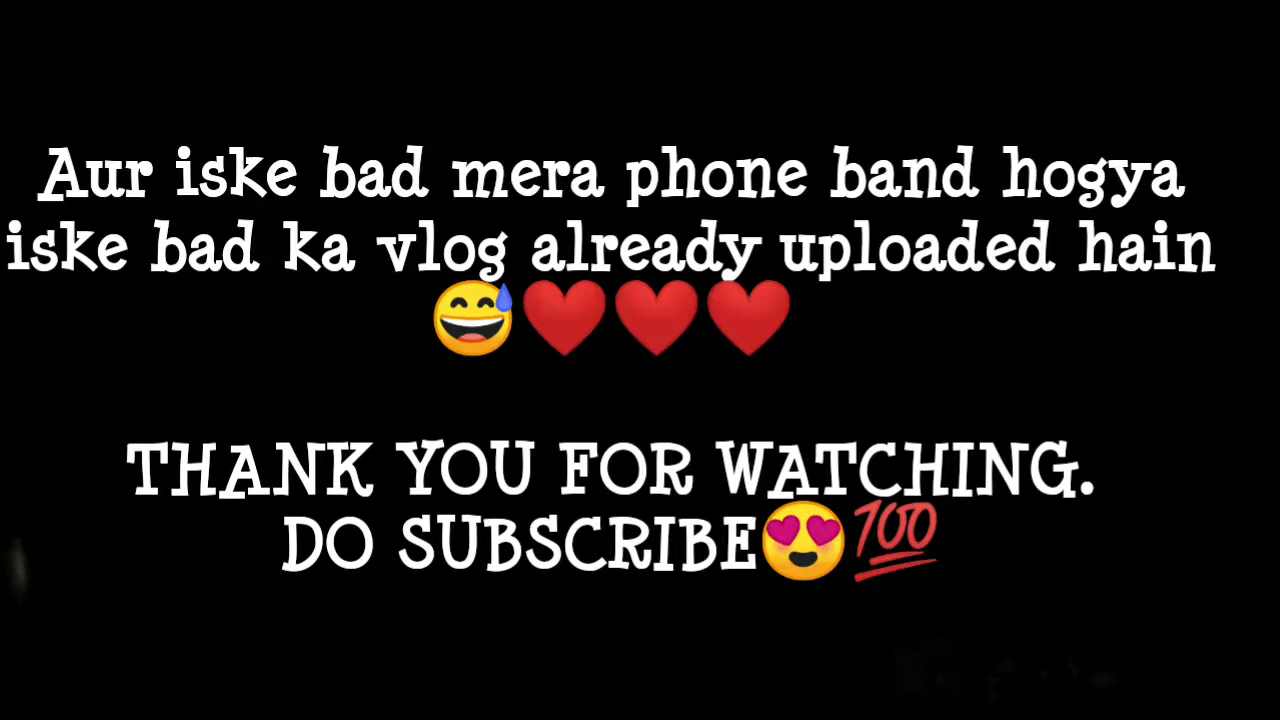 Aur iske bad mera phone band hogya
iske bad ka vlog already uploaded hain
😅❤️❤️❤️
THANK YOU FOR WATCHING.
DO SUBSCRIBE😍💯